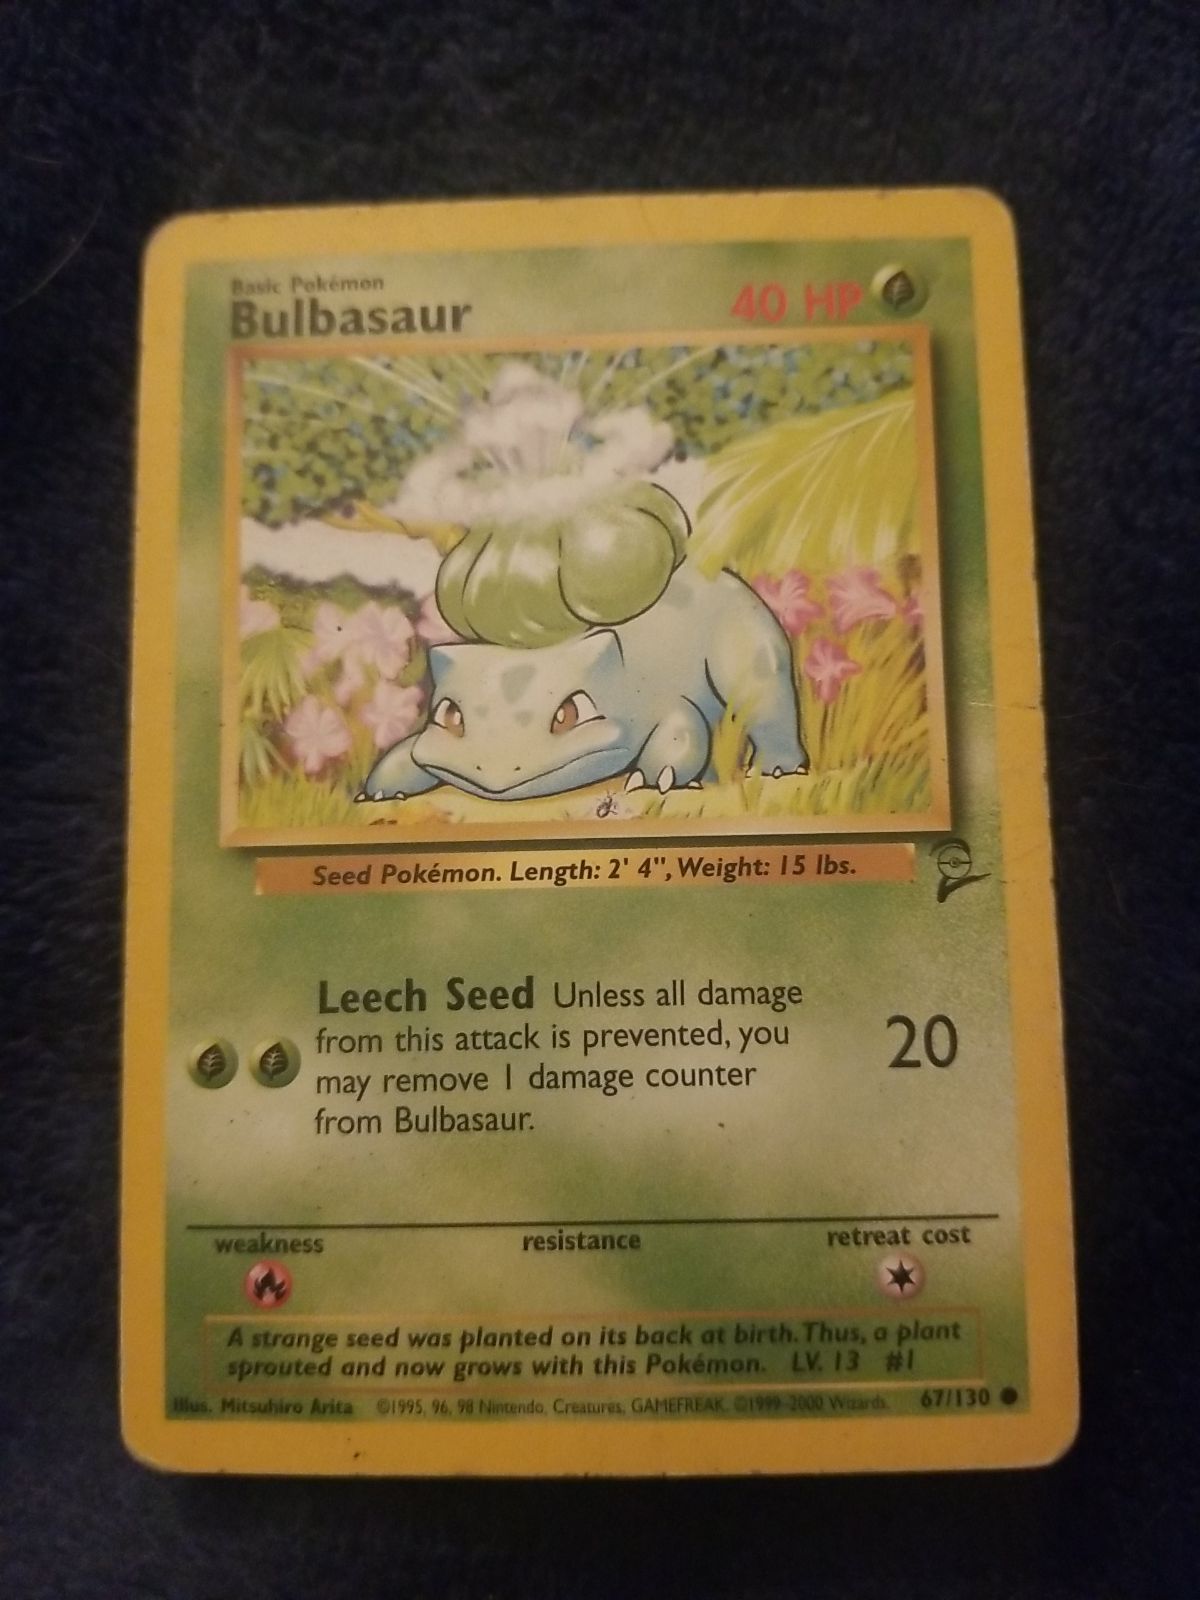 Basic Pokémon
Bulbasaur
40 HP
Seed Pokémon. Length: 2' 4", Weight: 15 lbs.
Leech Seed Unless all damage
from this attack is prevented, you
may remove 1 damage counter
from Bulbasaur.
20
weakness
resistance
retreat cost
A strange seed was planted on its back at birth. Thus, a plant
sprouted and now grows with this Pokémon. LV. 13 #1
Illus. Mitsuhiro Arita ©1995, 96, 98 Nintendo, Creatures, GAMEFREAK. ©1999-2000 Wizards. 67/130